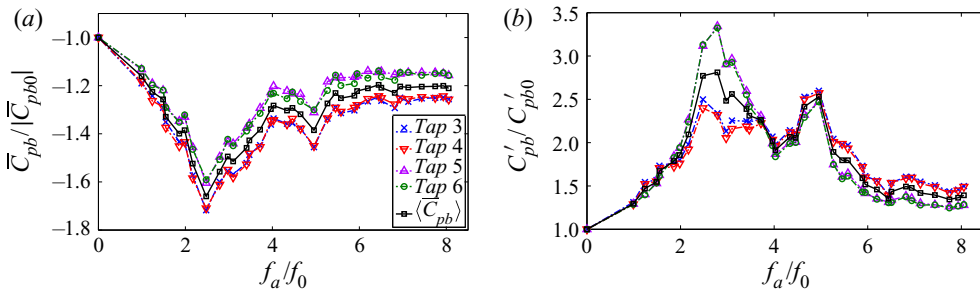 (a)
−1.0
−1.2
−1.4
−1.6
−1.8
0
2
4
6
8
C̅pb/|C̅pb0|
fa/f0
Tap 3
Tap 4
Tap 5
Tap 6
⟨C̅pb⟩
(b)
3.5
3.0
2.5
2.0
1.5
1.0
0
2
4
6
8
C′pb/C′pb0
fa/f0